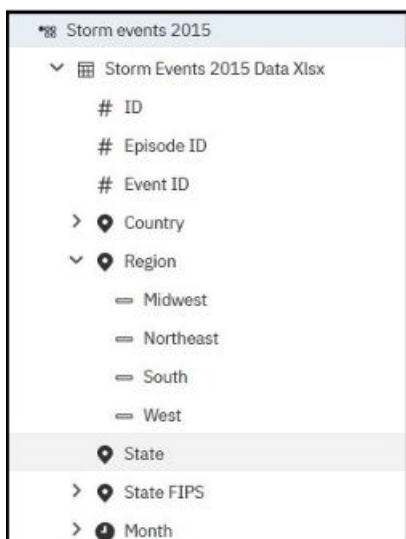 Storm events 2015
Storm Events 2015 Data Xlsx
# ID
# Episode ID
# Event ID
Country
Region
Midwest
Northeast
South
West
State
State FIPS
Month